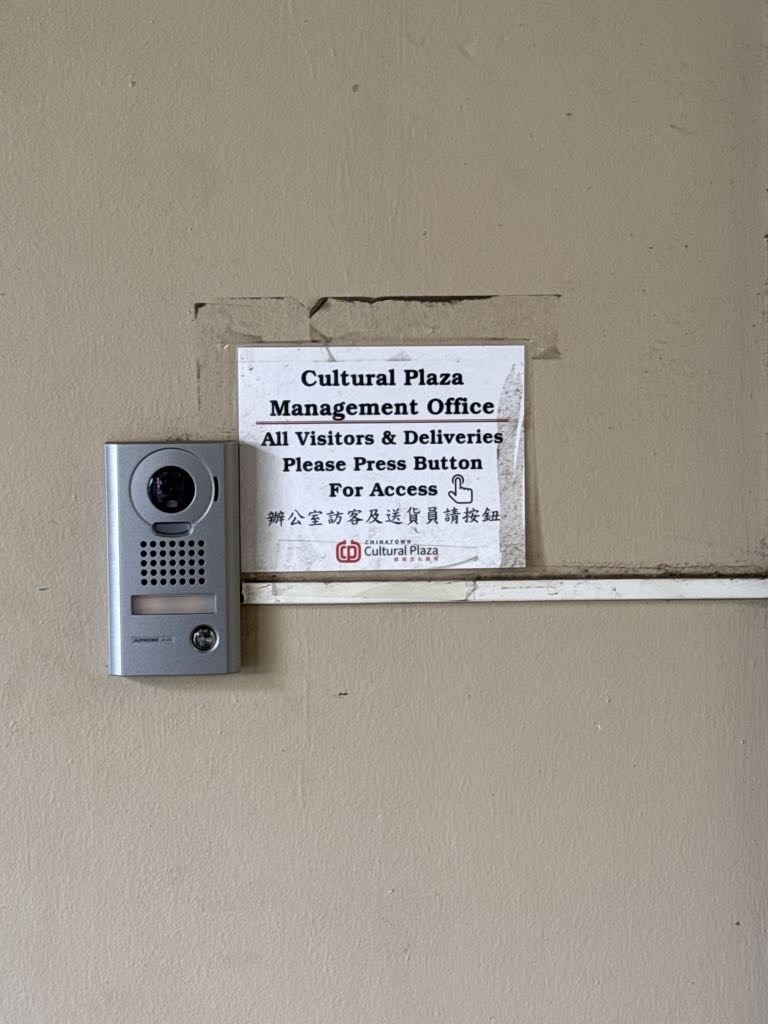 Cultural Plaza
Management Office
All Visitors & Deliveries
Please Press Button
For Access
辦公室訪客及送貨員請按鈕
CHINATOWN
Cultural Plaza
AIPHONE